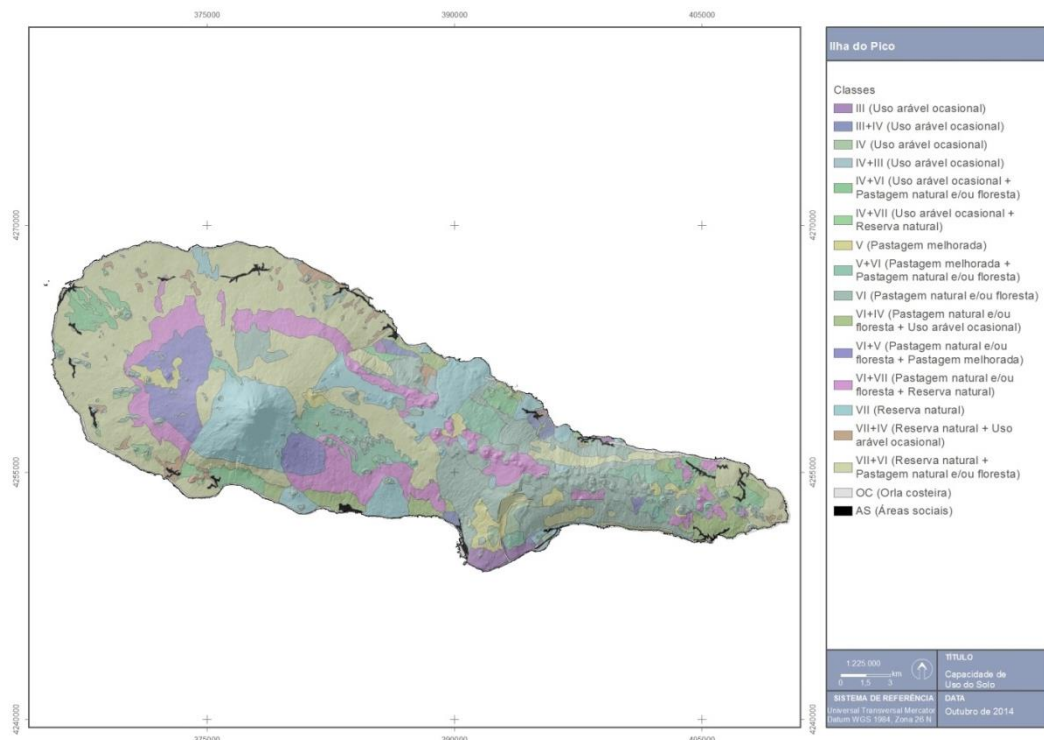 375000
390000
405000
4270000
4255000
4240000
4270000
4255000
4240000
375000
390000
405000
Ilha do Pico
Classes
III (Uso arável ocasional)
III+IV (Uso arável ocasional)
IV (Uso arável ocasional)
IV+III (Uso arável ocasional)
IV+VI (Uso arável ocasional +
Pastagem natural e/ou floresta)
IV+VII (Uso arável ocasional +
Reserva natural)
V (Pastagem melhorada)
V+VI (Pastagem melhorada +
Pastagem natural e/ou floresta)
VI (Pastagem natural e/ou floresta)
VI+IV (Pastagem natural e/ou
floresta + Uso arável ocasional)
VI+V (Pastagem natural e/ou
floresta + Pastagem melhorada)
VI+VII (Pastagem natural e/ou
floresta + Reserva natural)
VII (Reserva natural)
VII+IV (Reserva natural + Uso
arável ocasional)
VII+VI (Reserva natural +
Pastagem natural e/ou floresta)
OC (Orla costeira)
AS (Áreas sociais)
1:225.000
km
0 1,5 3
TÍTULO
Capacidade de
Uso do Solo
SISTEMA DE REFERÊNCIA
Universal Transversal Mercator
Datum WGS 1984, Zona 26 N
DATA
Outubro de 2014